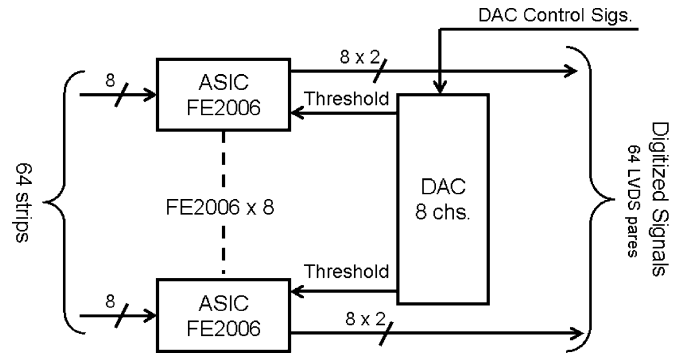 DAC Control Sigs.
8
ASIC
FE2006
8 x 2
Threshold
64 strips
FE2006 x 8
DAC
8 chs.
Digitized Signals
64 LVDS pares
Threshold
8
ASIC
FE2006
8 x 2